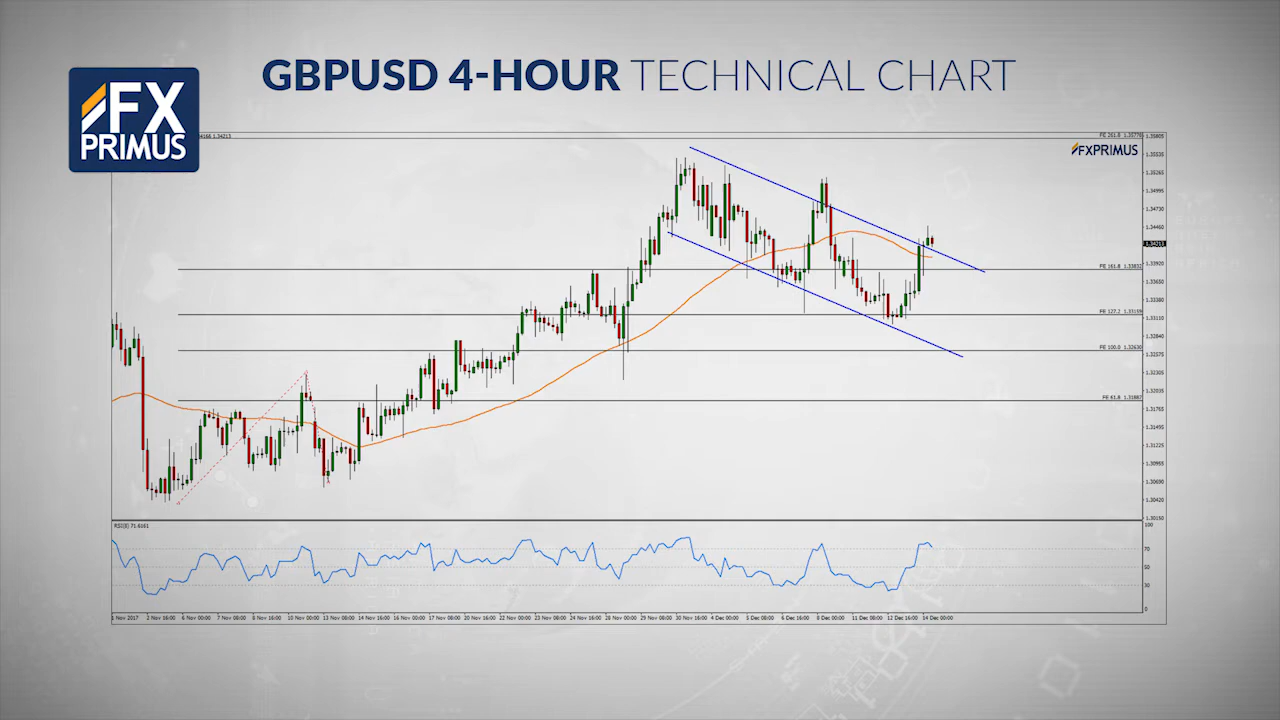 GBPUSD 4-HOUR TECHNICAL CHART
FX
PRIMUS
1.34213
FE 261.8 1.35776
1.35805
FXPRIMUS
1.35535
1.35265
1.34995
1.34730
1.34460
1.34213
1.33920
FE 161.8 1.33832
1.33650
1.33380
FE 127.2 1.33159
1.33110
1.32840
FE 100.0 1.32630
1.32575
1.32305
1.32035
FE 61.8 1.31887
1.31765
1.31495
1.31225
1.30955
1.30690
1.30420
1.30150
RSI(8) 71.6161
100
70
50
30
0
1 Nov 2017 2 Nov 16:00 6 Nov 00:00 7 Nov 08:00 8 Nov 16:00 10 Nov 00:00 13 Nov 08:00 14 Nov 16:00 16 Nov 00:00 17 Nov 08:00 20 Nov 16:00 22 Nov 00:00 23 Nov 08:00 24 Nov 16:00 28 Nov 00:00 29 Nov 08:00 30 Nov 16:00 4 Dec 00:00 5 Dec 08:00 6 Dec 16:00 8 Dec 00:00 11 Dec 08:00 12 Dec 16:00 14 Dec 00:00